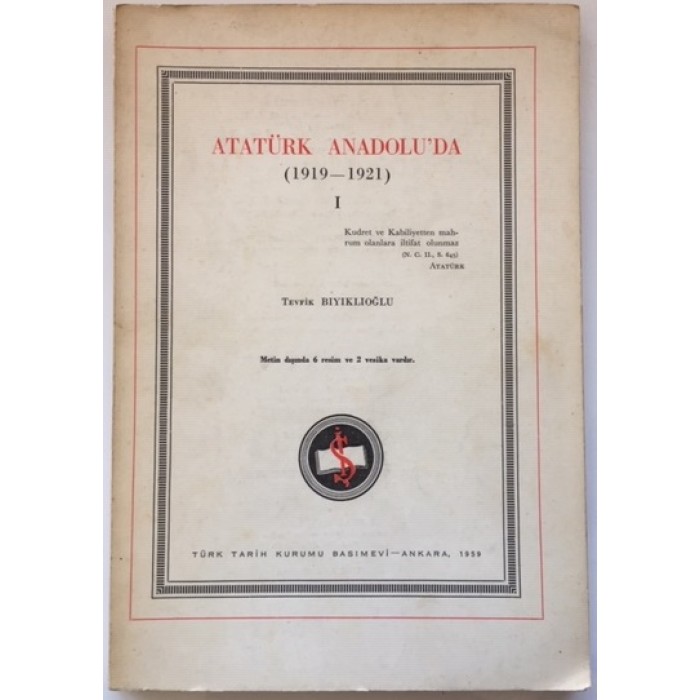 ATATÜRK ANADOLU'DA
(1919—1921)
I
Kudret ve Kabiliyetten mah-
rum olanlara iltifat olunmaz
(N. C. II., S. 645)
ATATÜRK
TEVFİK BIYIKLIOĞLU
Metin dışında 6 resim ve 2 vesika vardır.
İŞ
TÜRK TARİH KURUMU BASIMEVİ—ANKARA, 1959